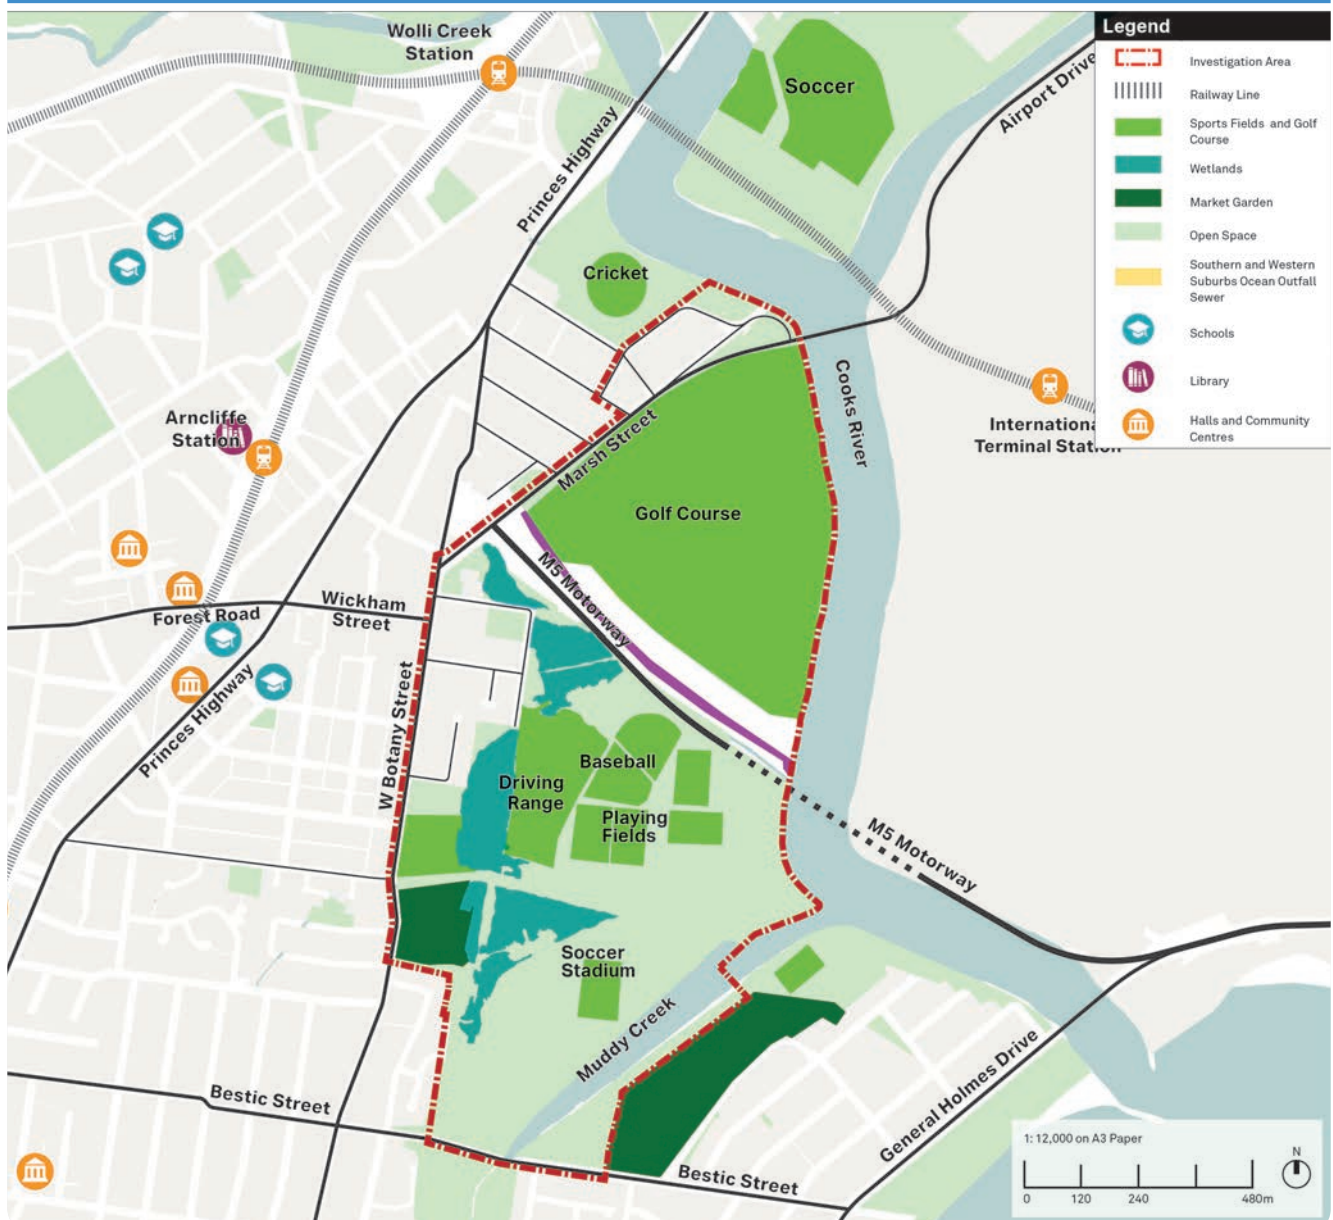 Wolli Creek
Station
Soccer
Airport Drive
Princes Highway
Cricket
Cooks River
Arncliffe
Station
Marsh Street
Internationa
Terminal Station
Golf Course
M5 Motorway
Wickham
Street
Forest Road
Princes Highway
W Botany Street
Baseball
Driving
Range
Playing
Fields
M5 Motorway
Soccer
Stadium
Muddy Creek
General Holmes Drive
Bestic Street
Bestic Street
Legend
Investigation Area
Railway Line
Sports Fields and Golf
Course
Wetlands
Market Garden
Open Space
Southern and Western
Suburbs Ocean Outfall
Sewer
Schools
Library
Halls and Community
Centres
1: 12,000 on A3 Paper
N
0 120 240 480m